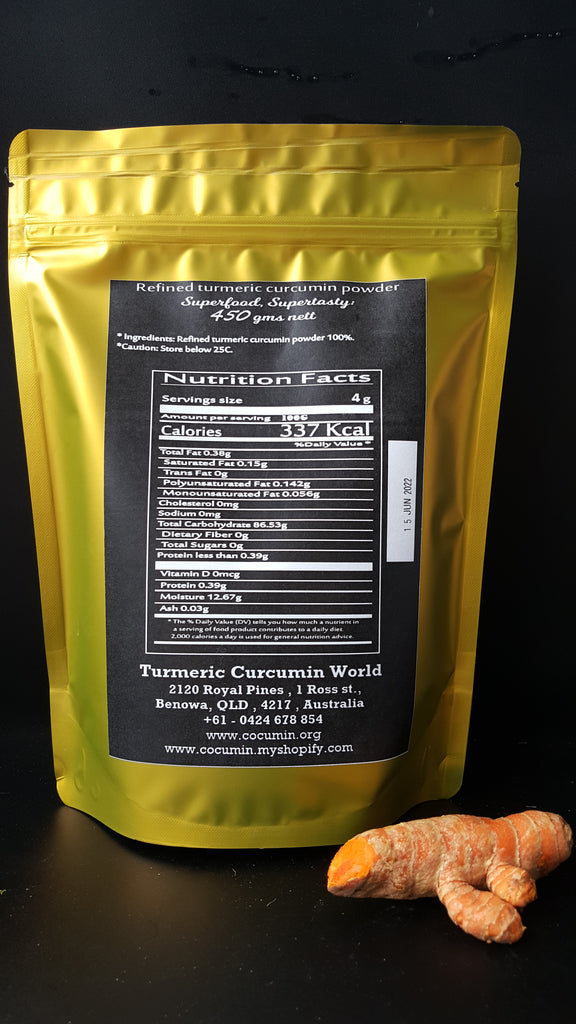 Refined turmeric curcumin powder
Superfood, Supertasty;
450 gms nett
* Ingredients: Refined turmeric curcumin powder 100%.
*Caution: Store below 25C.
Nutrition Facts
Servings size 4 g
Amount per serving 100G
Calories 337 Kcal
%Daily Value *
Total Fat 0.38g
Saturated Fat 0.15g
Trans Fat 0g
Polyunsaturated Fat 0.142g
Monounsaturated Fat 0.056g
Cholesterol 0mg
Sodium 0mg
Total Carbohydrate 86.53g
Dietary Fiber 0g
Total Sugars 0g
Protein less than 0.39g
Vitamin D 0mcg
Protein 0.39g
Moisture 12.67g
Ash 0.03g
* The % Daily Value (DV) tells you how much a nutrient in
a serving of food product contributes to a daily diet.
2,000 calories a day is used for general nutrition advice.
15 JUN 2022
Turmeric Curcumin World
2120 Royal Pines , 1 Ross st.,
Benowa, QLD , 4217 , Australia
+61 - 0424 678 854
www.cocumin.org
www.cocumin.myshopify.com